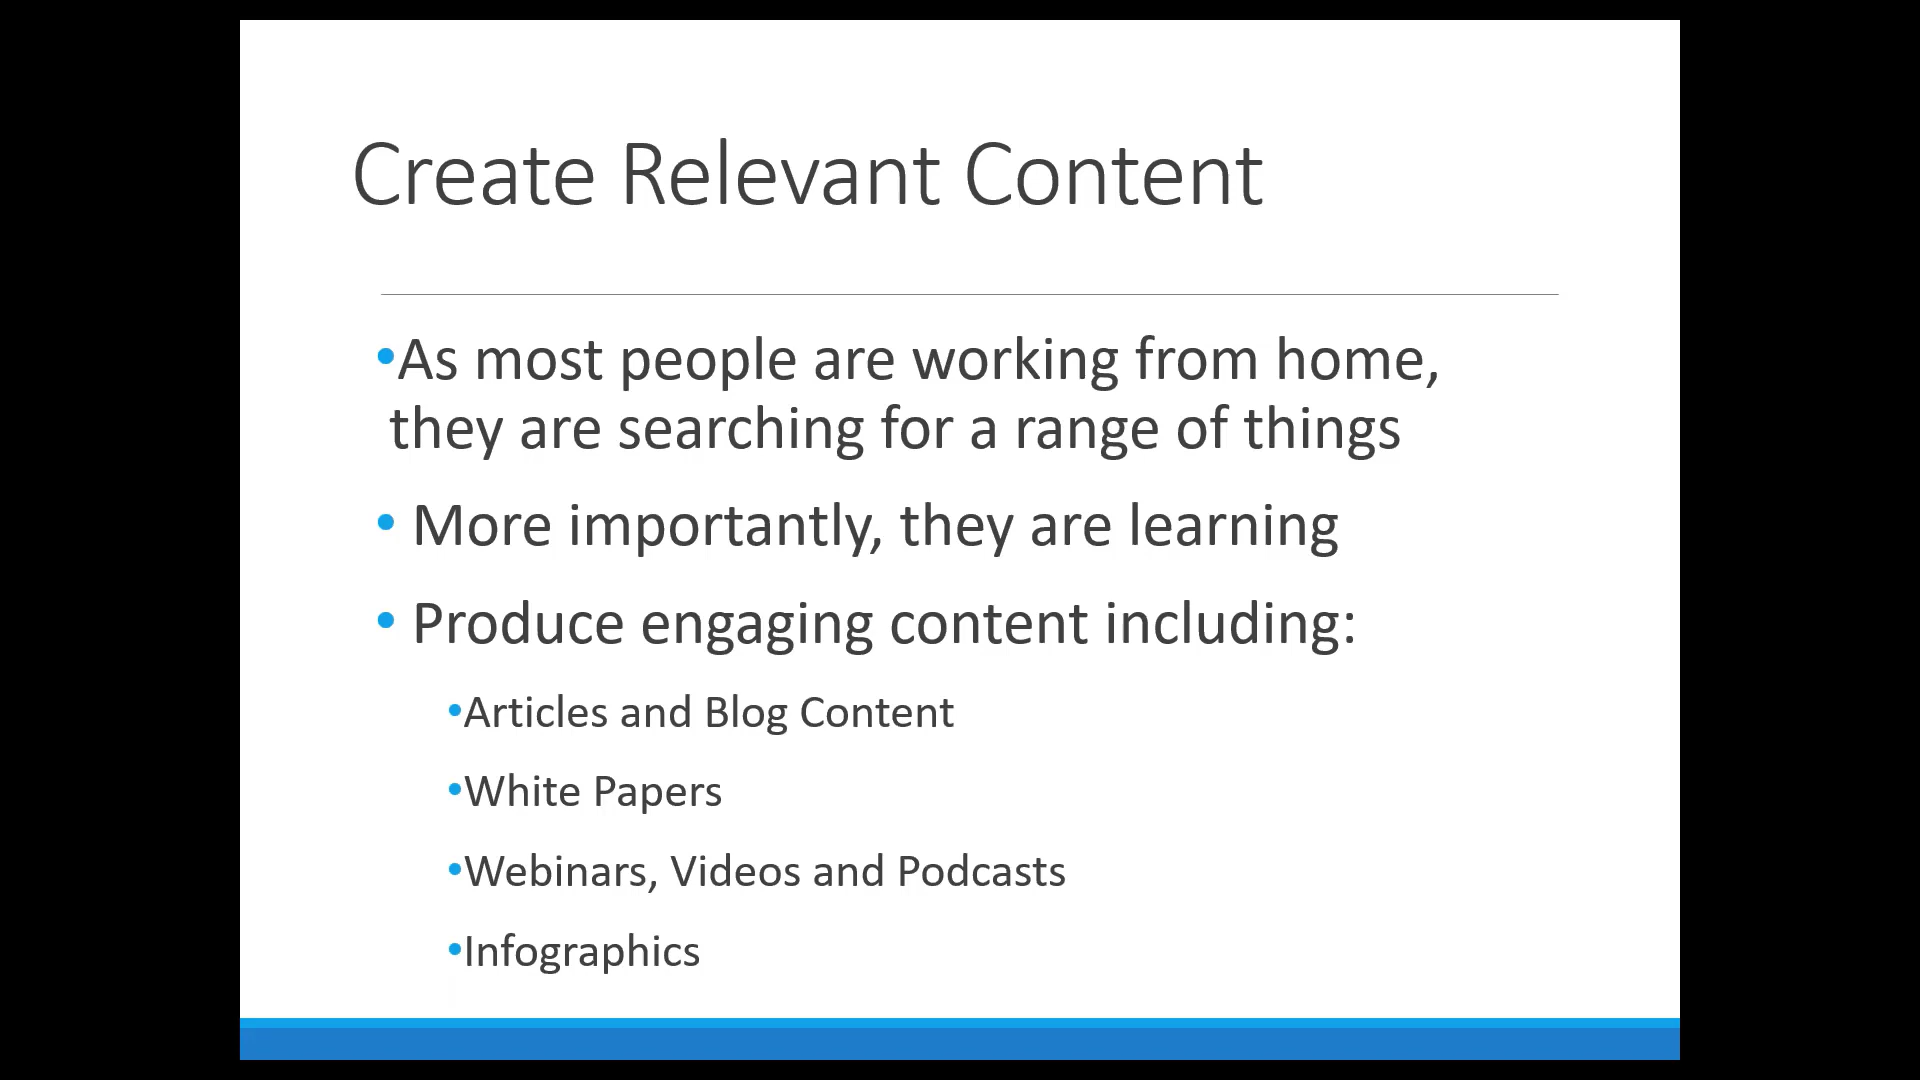 Create Relevant Content
•As most people are working from home,
they are searching for a range of things
• More importantly, they are learning
• Produce engaging content including:
•Articles and Blog Content
•White Papers
•Webinars, Videos and Podcasts
•Infographics